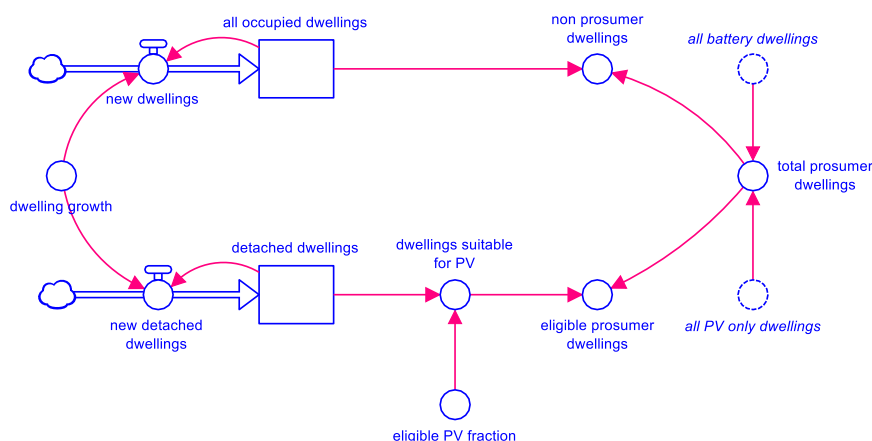 all occupied dwellings
non prosumer
dwellings
all battery dwellings
new dwellings
total prosumer
dwellings
dwelling growth
detached dwellings
dwellings suitable
for PV
new detached
dwellings
eligible prosumer
dwellings
all PV only dwellings
eligible PV fraction